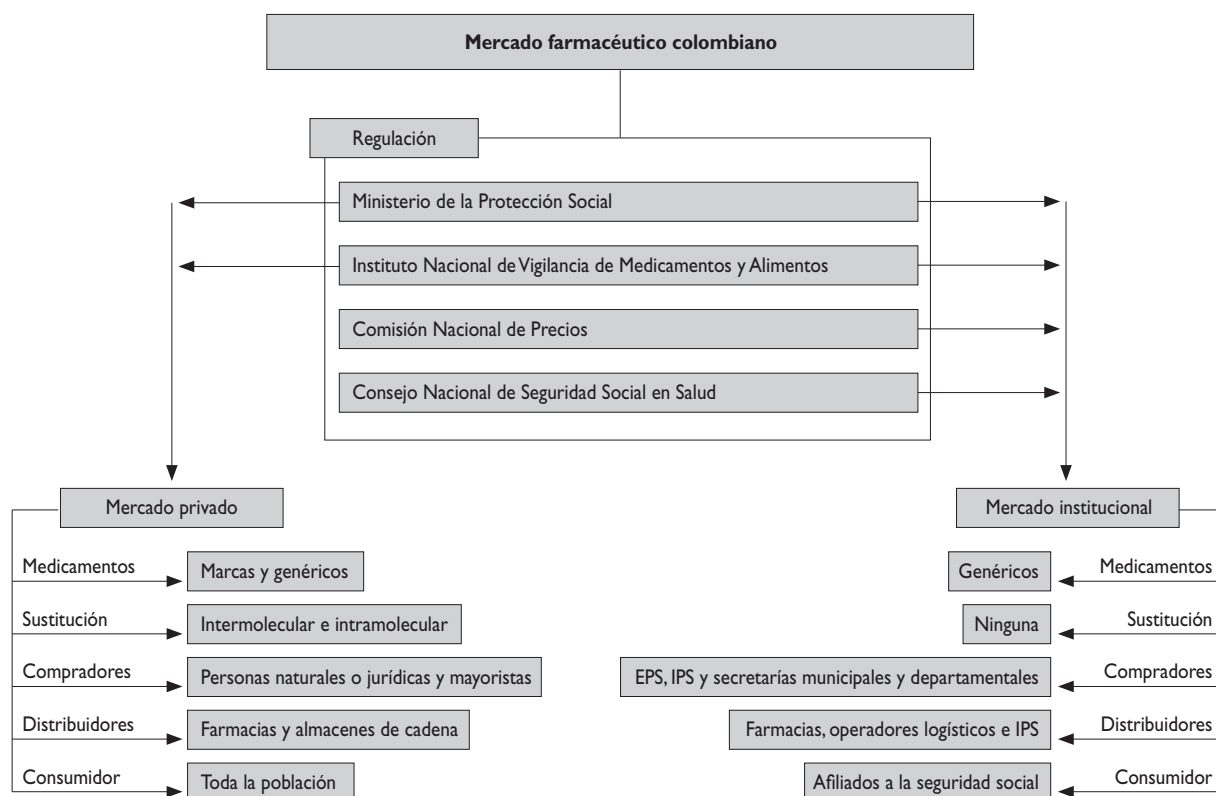 Mercado farmacéutico colombiano
Regulación
Ministerio de la Protección Social
Instituto Nacional de Vigilancia de Medicamentos y Alimentos
Comisión Nacional de Precios
Consejo Nacional de Seguridad Social en Salud
Mercado privado
Medicamentos
Marcas y genéricos
Sustitución
Intermolecular e intramolecular
Compradores
Personas naturales o jurídicas y mayoristas
Distribuidores
Farmacias y almacenes de cadena
Consumidor
Toda la población
Mercado institucional
Genéricos
Medicamentos
Ninguna
Sustitución
EPS, IPS y secretarías municipales y departamentales
Compradores
Farmacias, operadores logísticos e IPS
Distribuidores
Afiliados a la seguridad social
Consumidor